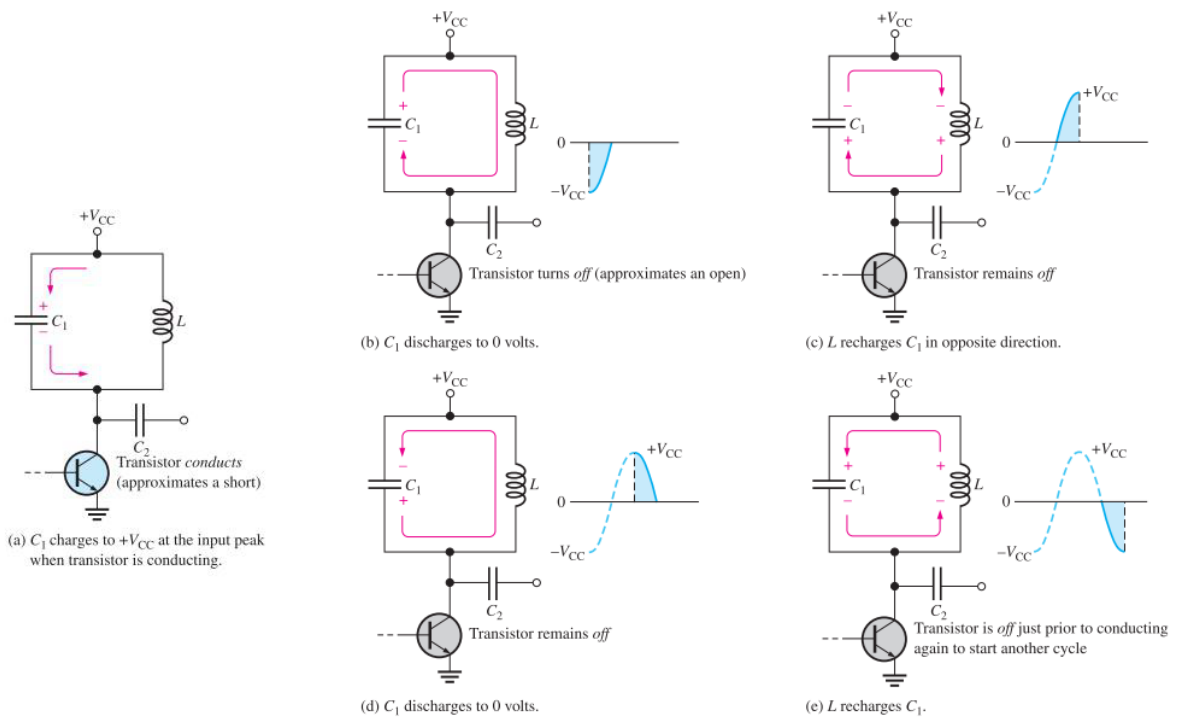 +VCC
+
C1
−
L
C2
Transistor conducts
(approximates a short)
(a) C1 charges to +VCC at the input peak
when transistor is conducting.
+VCC
+
C1
−
L
0
−VCC
C2
Transistor turns off (approximates an open)
(b) C1 discharges to 0 volts.
+VCC
− −
C1
+ +
L
+VCC
0
−VCC
C2
Transistor remains off
(c) L recharges C1 in opposite direction.
+VCC
−
C1
+
L
+VCC
0
−VCC
C2
Transistor remains off
(d) C1 discharges to 0 volts.
+VCC
+ +
C1
− −
L
+VCC
0
−VCC
C2
Transistor is off just prior to conducting
again to start another cycle
(e) L recharges C1.